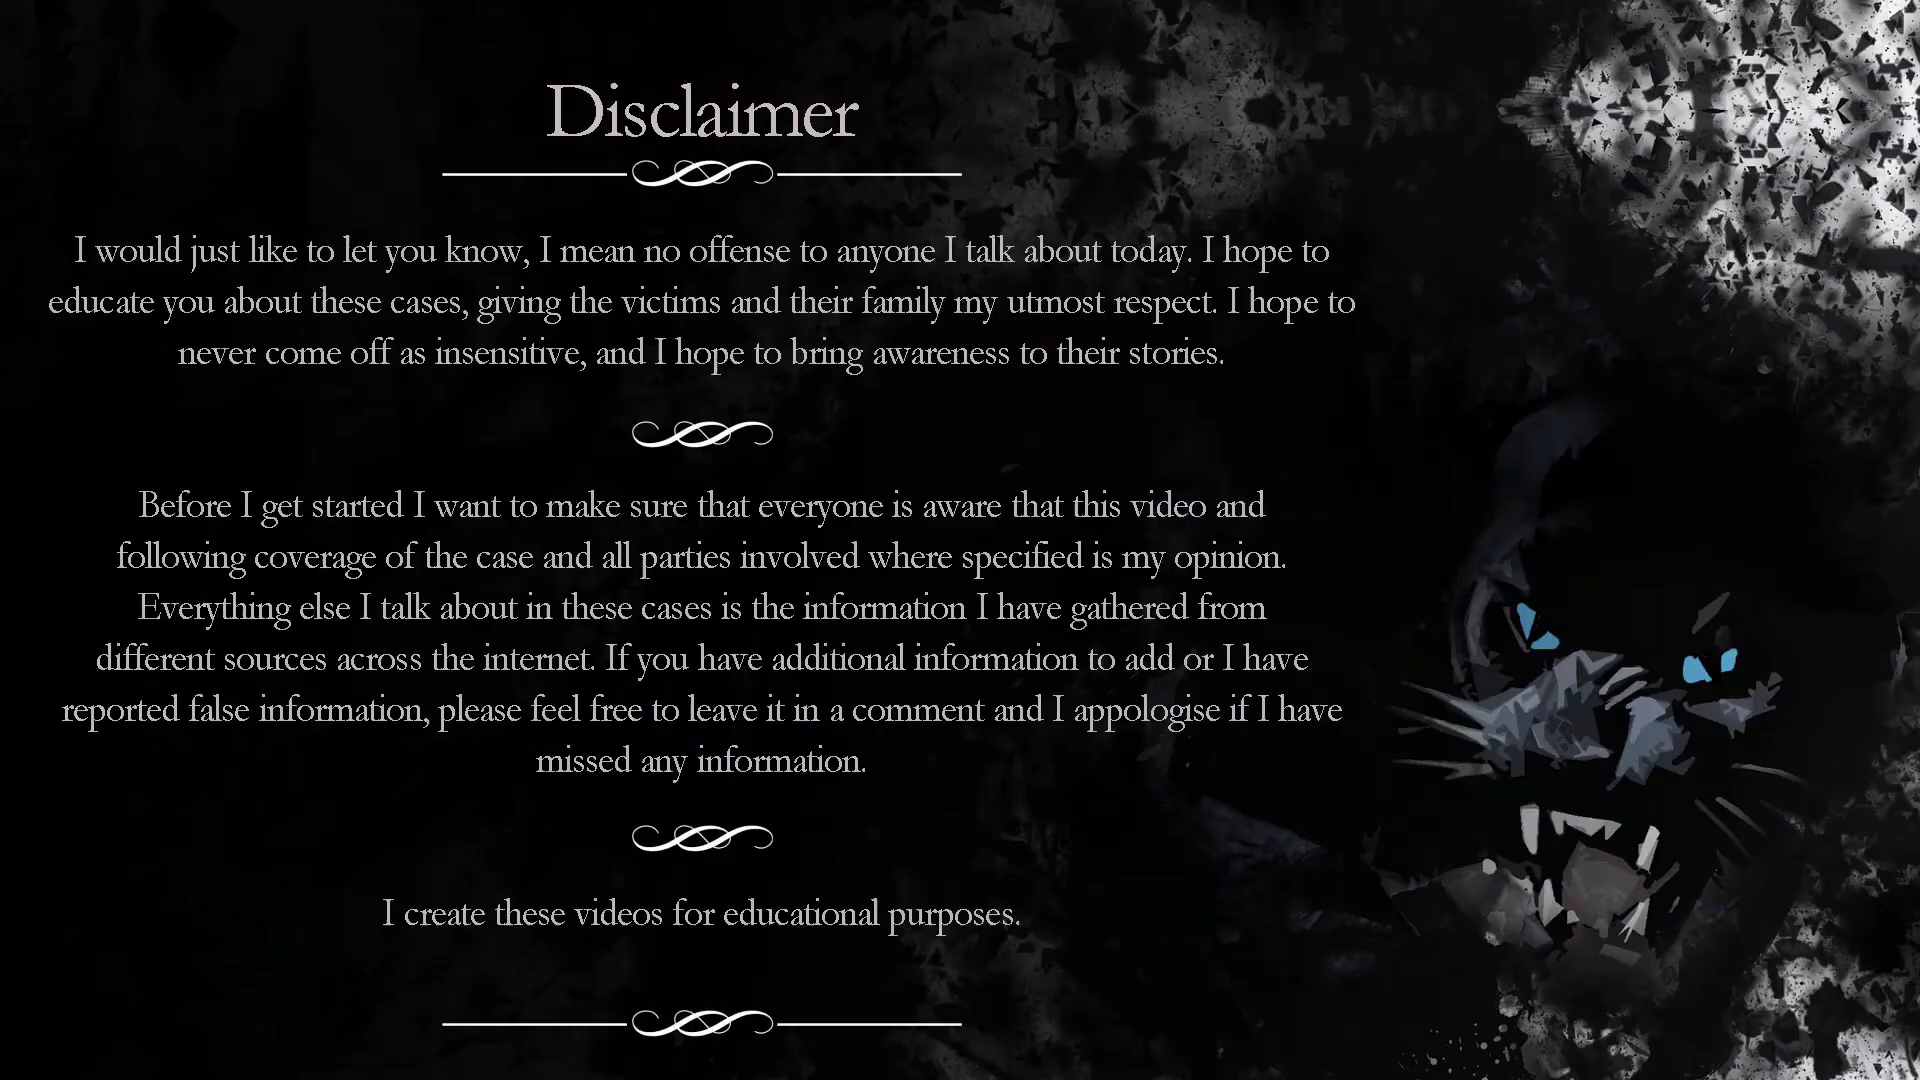 Disclaimer
I would just like to let you know, I mean no offense to anyone I talk about today. I hope to
educate you about these cases, giving the victims and their family my utmost respect. I hope to
never come off as insensitive, and I hope to bring awareness to their stories.
Before I get started I want to make sure that everyone is aware that this video and
following coverage of the case and all parties involved where specified is my opinion.
Everything else I talk about in these cases is the information I have gathered from
different sources across the internet. If you have additional information to add or I have
reported false information, please feel free to leave it in a comment and I appologise if I have
missed any information.
I create these videos for educational purposes.